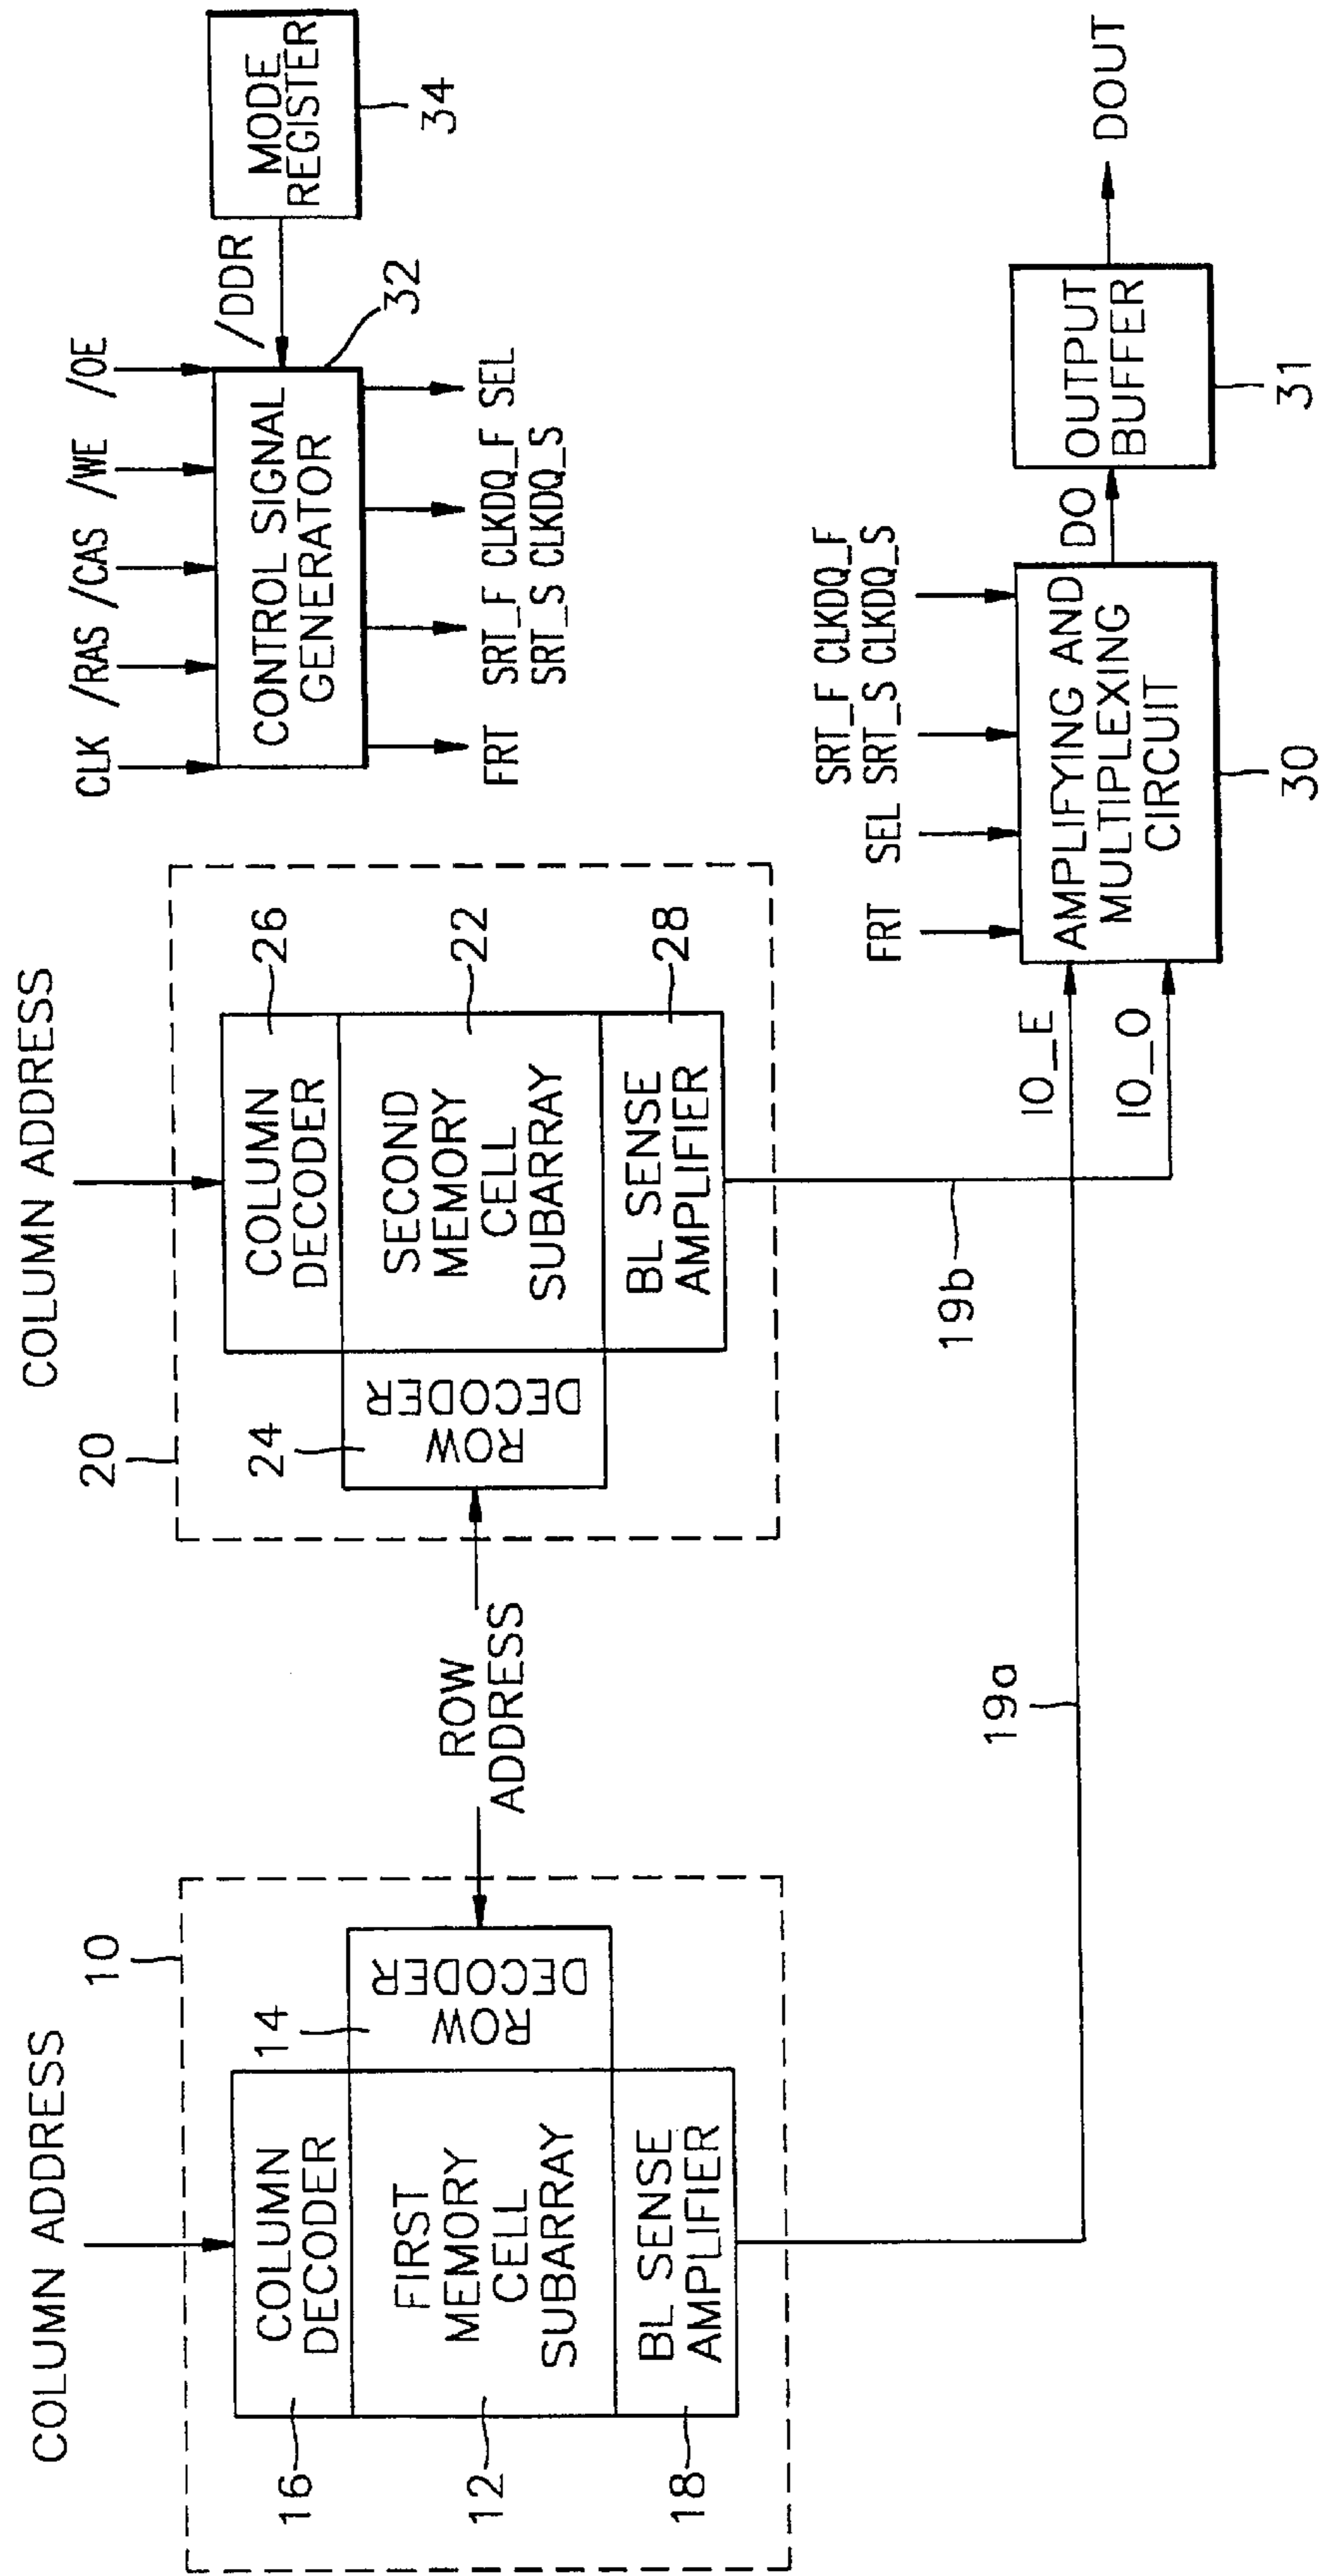 COLUMN ADDRESS
10
16
COLUMN
DECODER
14
12
FIRST
MEMORY
CELL
SUBARRAY
ROW
DECODER
18
BL SENSE
AMPLIFIER
ROW
ADDRESS
COLUMN ADDRESS
20
COLUMN
DECODER
26
24
ROW
DECODER
SECOND
MEMORY
CELL
SUBARRAY
22
BL SENSE
AMPLIFIER
28
19a
19b
CLK /RAS /CAS /WE /OE
CONTROL SIGNAL
GENERATOR
32
/DDR
MODE
REGISTER
34
FRT SRT_F CLKDQ_F SEL
SRT_S CLKDQ_S
SRT_F CLKDQ_F
FRT SEL SRT_S CLKDQ_S
IO_E
IO_O
AMPLIFYING AND
MULTIPLEXING
CIRCUIT
30
DO
OUTPUT
BUFFER
31
DOUT